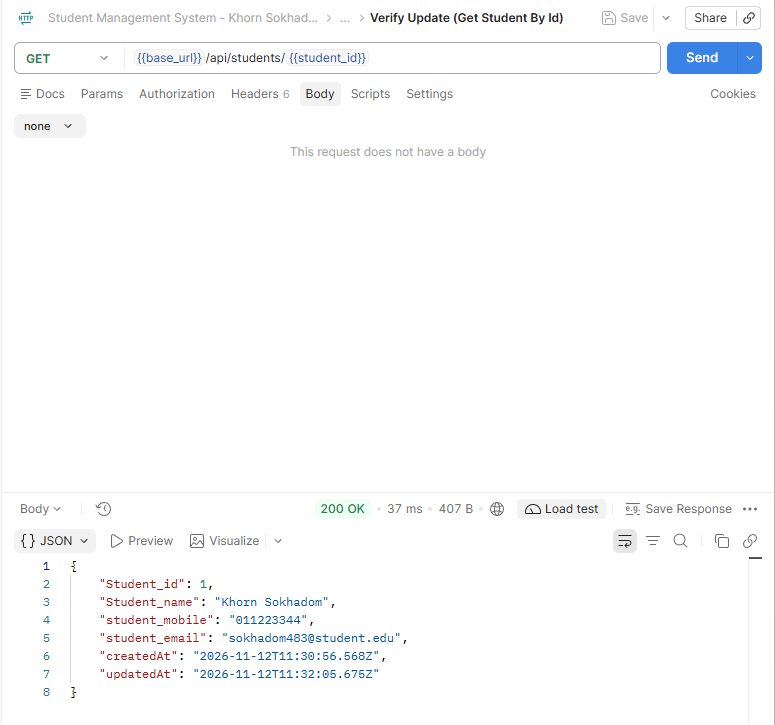 HTTP Student Management System - Khorn Sokhad... > ... > Verify Update (Get Student By Id) Save Share
GET {{base_url}} /api/students/ {{student_id}} Send
Docs Params Authorization Headers 6 Body Scripts Settings Cookies
none
This request does not have a body
Body 200 OK • 37 ms • 407 B • Load test e.g. Save Response
{} JSON Preview Visualize
1 {
2 "Student_id": 1,
3 "Student_name": "Khorn Sokhadom",
4 "student_mobile": "011223344",
5 "student_email": "sokhadom483@student.edu",
6 "createdAt": "2026-11-12T11:30:56.568Z",
7 "updatedAt": "2026-11-12T11:32:05.675Z"
8 }